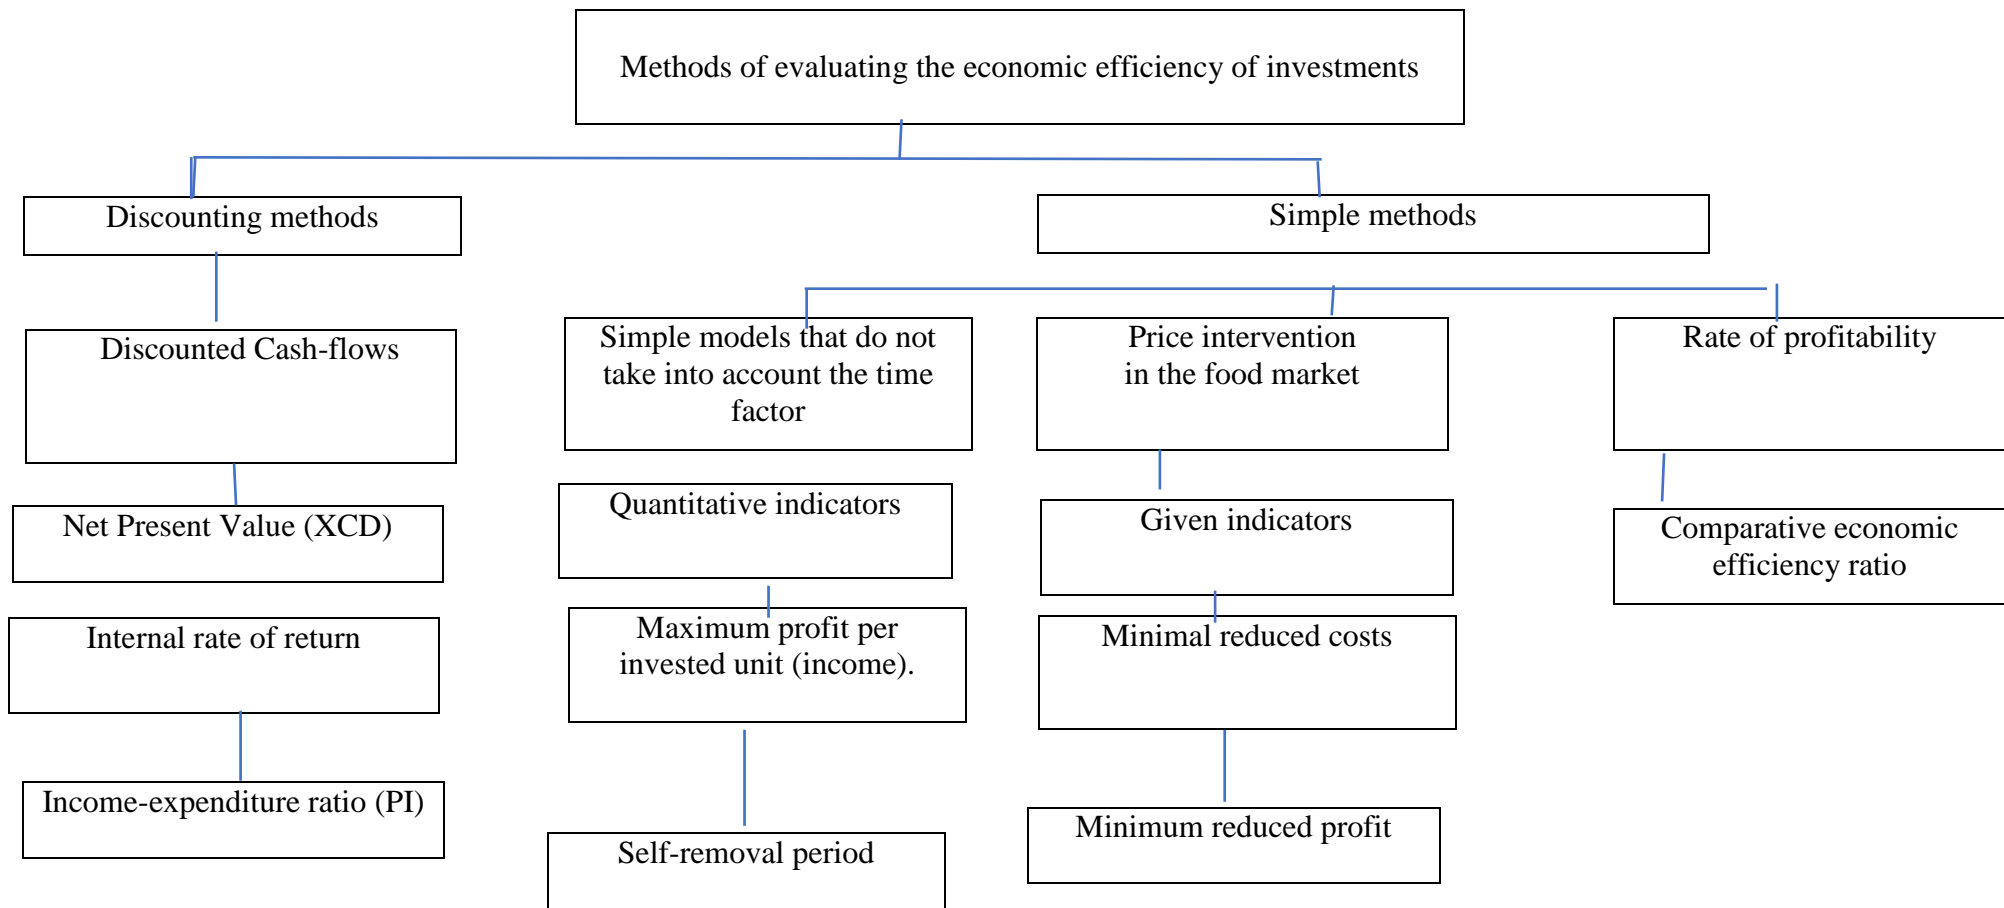 Methods of evaluating the economic efficiency of investments
Discounting methods
Simple methods
Discounted Cash-flows
Simple models that do not
take into account the time
factor
Price intervention
in the food market
Rate of profitability
Net Present Value (XCD)
Quantitative indicators
Given indicators
Comparative economic
efficiency ratio
Internal rate of return
Maximum profit per
invested unit (income).
Minimal reduced costs
Income-expenditure ratio (PI)
Self-removal period
Minimum reduced profit